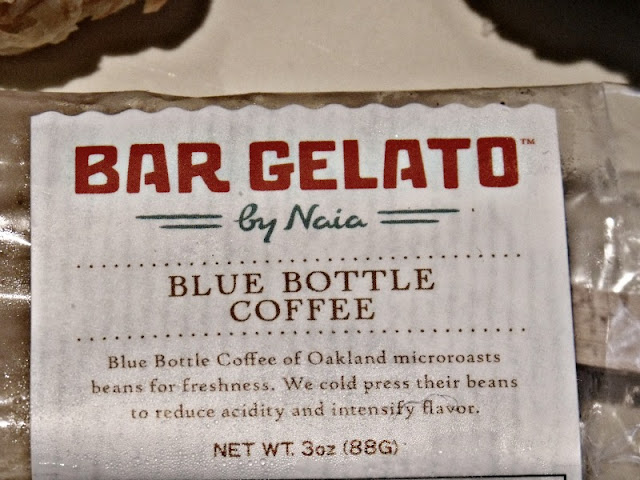 BAR GELATO™
by Naia
BLUE BOTTLE
COFFEE
Blue Bottle Coffee of Oakland microroasts
beans for freshness. We cold press their beans
to reduce acidity and intensify flavor.
NET WT. 3oz (88G)